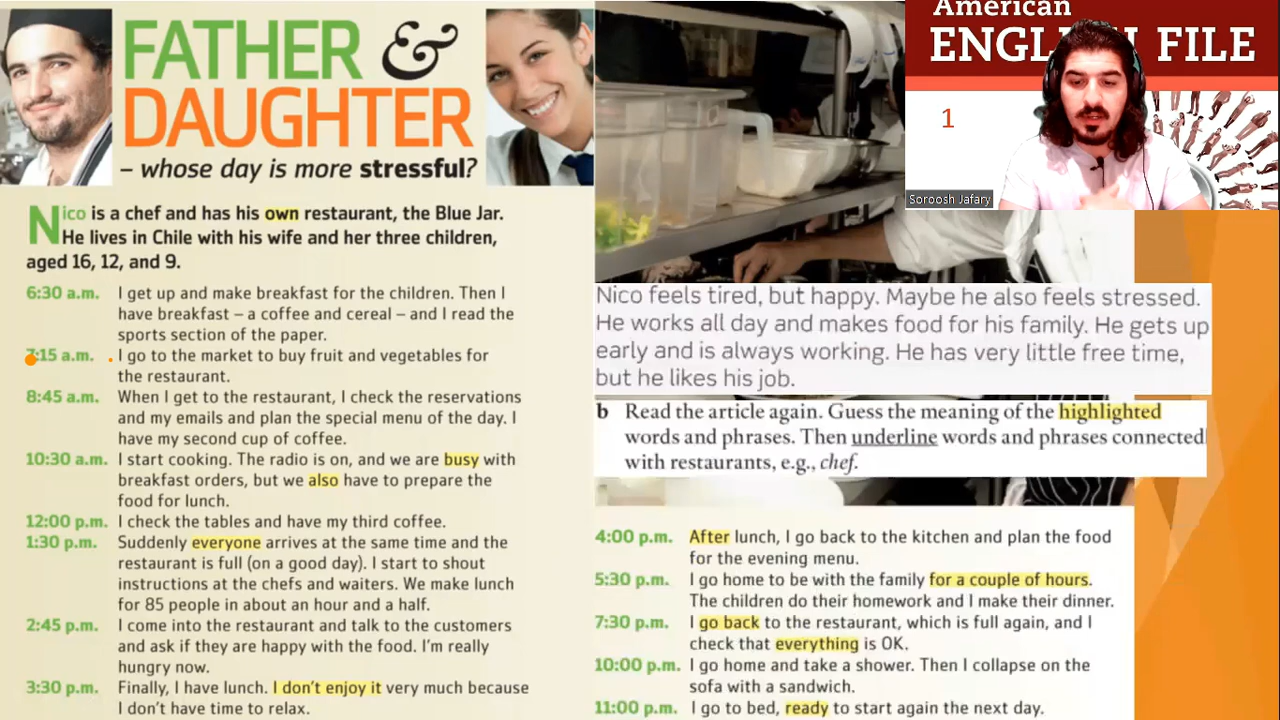 FATHER &
DAUGHTER
– whose day is more stressful?
Nico is a chef and has his own restaurant, the Blue Jar.
He lives in Chile with his wife and her three children,
aged 16, 12, and 9.
6:30 a.m. I get up and make breakfast for the children. Then I
have breakfast – a coffee and cereal – and I read the
sports section of the paper.
7:15 a.m. I go to the market to buy fruit and vegetables for
the restaurant.
8:45 a.m. When I get to the restaurant, I check the reservations
and my emails and plan the special menu of the day. I
have my second cup of coffee.
10:30 a.m. I start cooking. The radio is on, and we are busy with
breakfast orders, but we also have to prepare the
food for lunch.
12:00 p.m. I check the tables and have my third coffee.
1:30 p.m. Suddenly everyone arrives at the same time and the
restaurant is full (on a good day). I start to shout
instructions at the chefs and waiters. We make lunch
for 85 people in about an hour and a half.
2:45 p.m. I come into the restaurant and talk to the customers
and ask if they are happy with the food. I'm really
hungry now.
3:30 p.m. Finally, I have lunch. I don't enjoy it very much because
I don't have time to relax.
American
ENGL FILE
1
Soroosh Jafary
Nico feels tired, but happy. Maybe he also feels stressed.
He works all day and makes food for his family. He gets up
early and is always working. He has very little free time,
but he likes his job.
b Read the article again. Guess the meaning of the highlighted
words and phrases. Then underline words and phrases connected
with restaurants, e.g., chef.
4:00 p.m. After lunch, I go back to the kitchen and plan the food
for the evening menu.
5:30 p.m. I go home to be with the family for a couple of hours.
The children do their homework and I make their dinner.
7:30 p.m. I go back to the restaurant, which is full again, and I
check that everything is OK.
10:00 p.m. I go home and take a shower. Then I collapse on the
sofa with a sandwich.
11:00 p.m. I go to bed, ready to start again the next day.